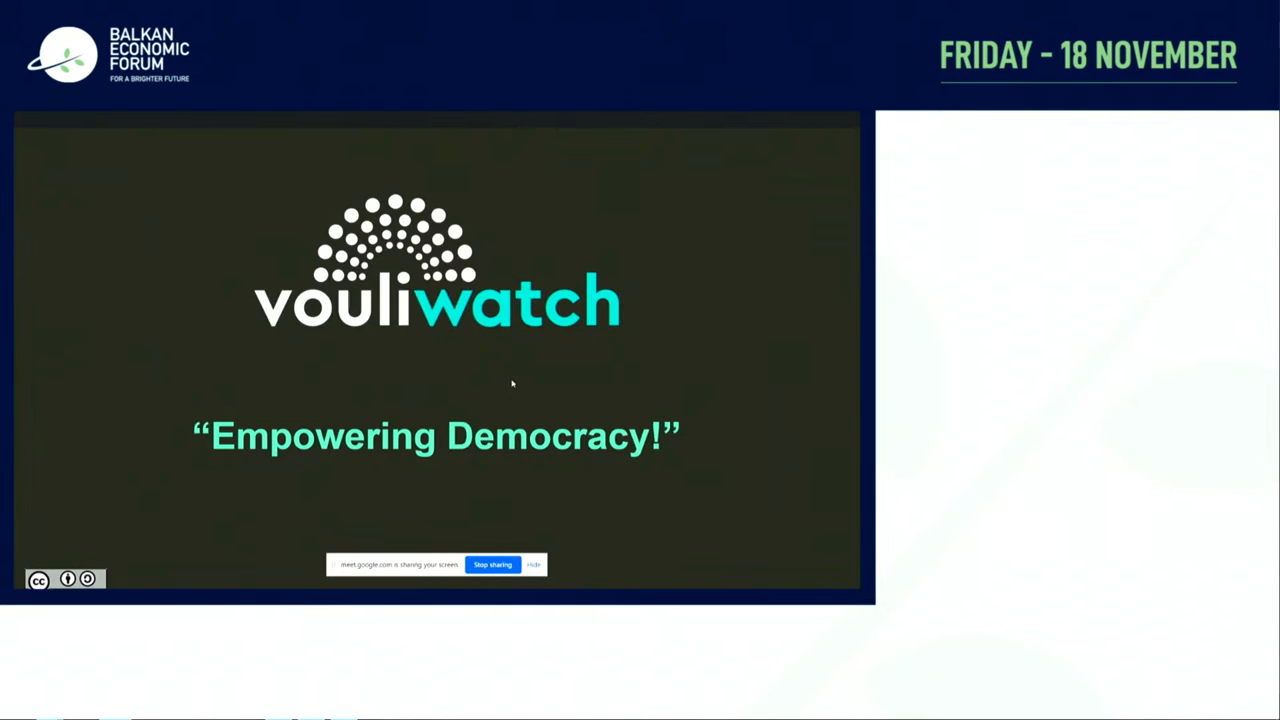 BALKAN
ECONOMIC
FORUM
FOR A BRIGHTER FUTURE
FRIDAY - 18 NOVEMBER
vouliwatch
“Empowering Democracy!”
meet.google.com is sharing your screen Stop sharing Hide
cc